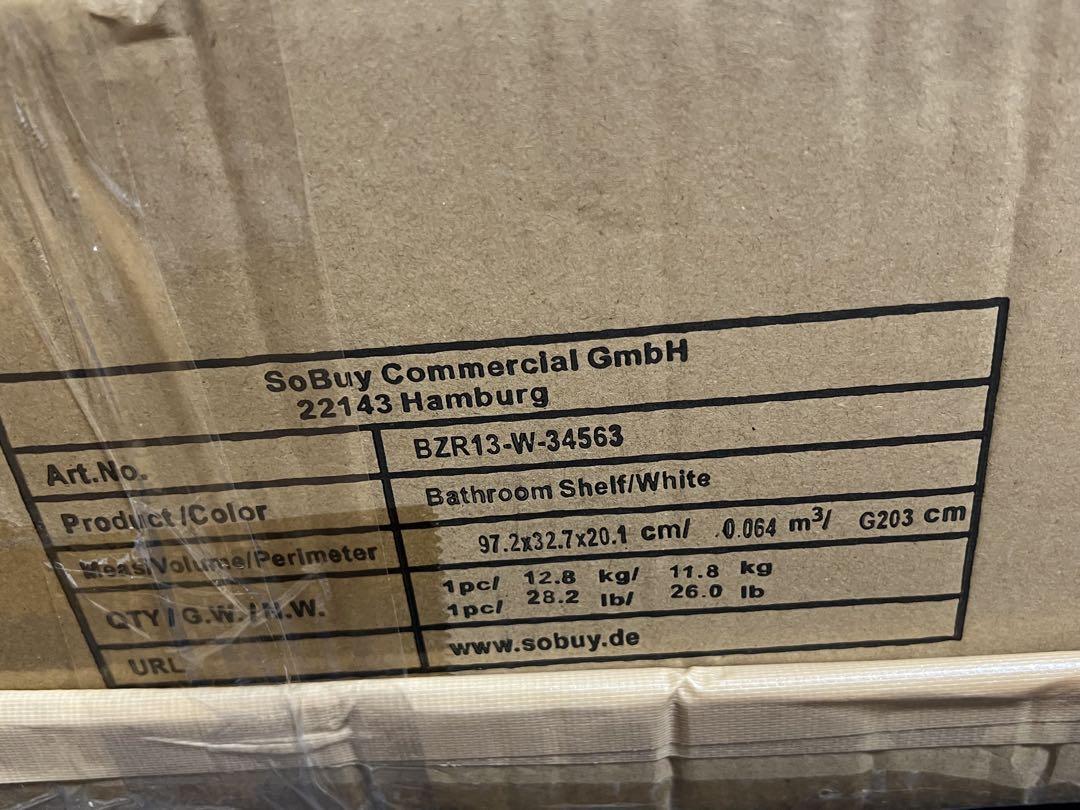 SoBuy Commercial GmbH
22143 Hamburg
Art.No. BZR13-W-34563
Product/Color Bathroom Shelf/White
Meas/Volume/Perimeter 97.2x32.7x20.1 cm/ 0.064 m³/ G203 cm
QTY/G.W./N.W. 1pc/ 12.8 kg/ 11.8 kg
1pc/ 28.2 lb/ 26.0 lb
URL www.sobuy.de